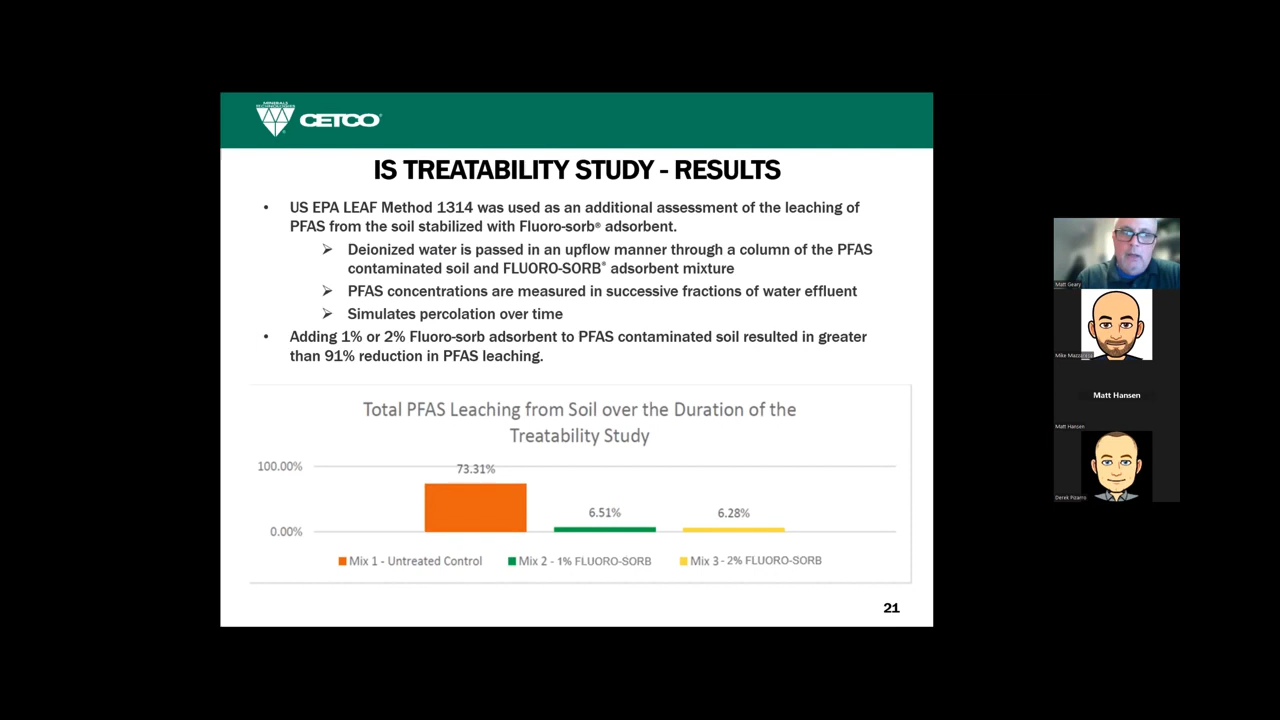 MINERALS
TECHNOLOGIES
CETCO®
IS TREATABILITY STUDY - RESULTS
• US EPA LEAF Method 1314 was used as an additional assessment of the leaching of
PFAS from the soil stabilized with Fluoro-sorb® adsorbent.
➢ Deionized water is passed in an upflow manner through a column of the PFAS
contaminated soil and FLUORO-SORB® adsorbent mixture
➢ PFAS concentrations are measured in successive fractions of water effluent
➢ Simulates percolation over time
• Adding 1% or 2% Fluoro-sorb adsorbent to PFAS contaminated soil resulted in greater
than 91% reduction in PFAS leaching.
Total PFAS Leaching from Soil over the Duration of the
Treatability Study
100.00%
73.31%
6.51%
6.28%
0.00%
Mix 1 - Untreated Control
Mix 2 - 1% FLUORO-SORB
Mix 3 - 2% FLUORO-SORB
21
Matt Geary
Mike
Matt Hansen
Matt Hansen
Derek Pizarro